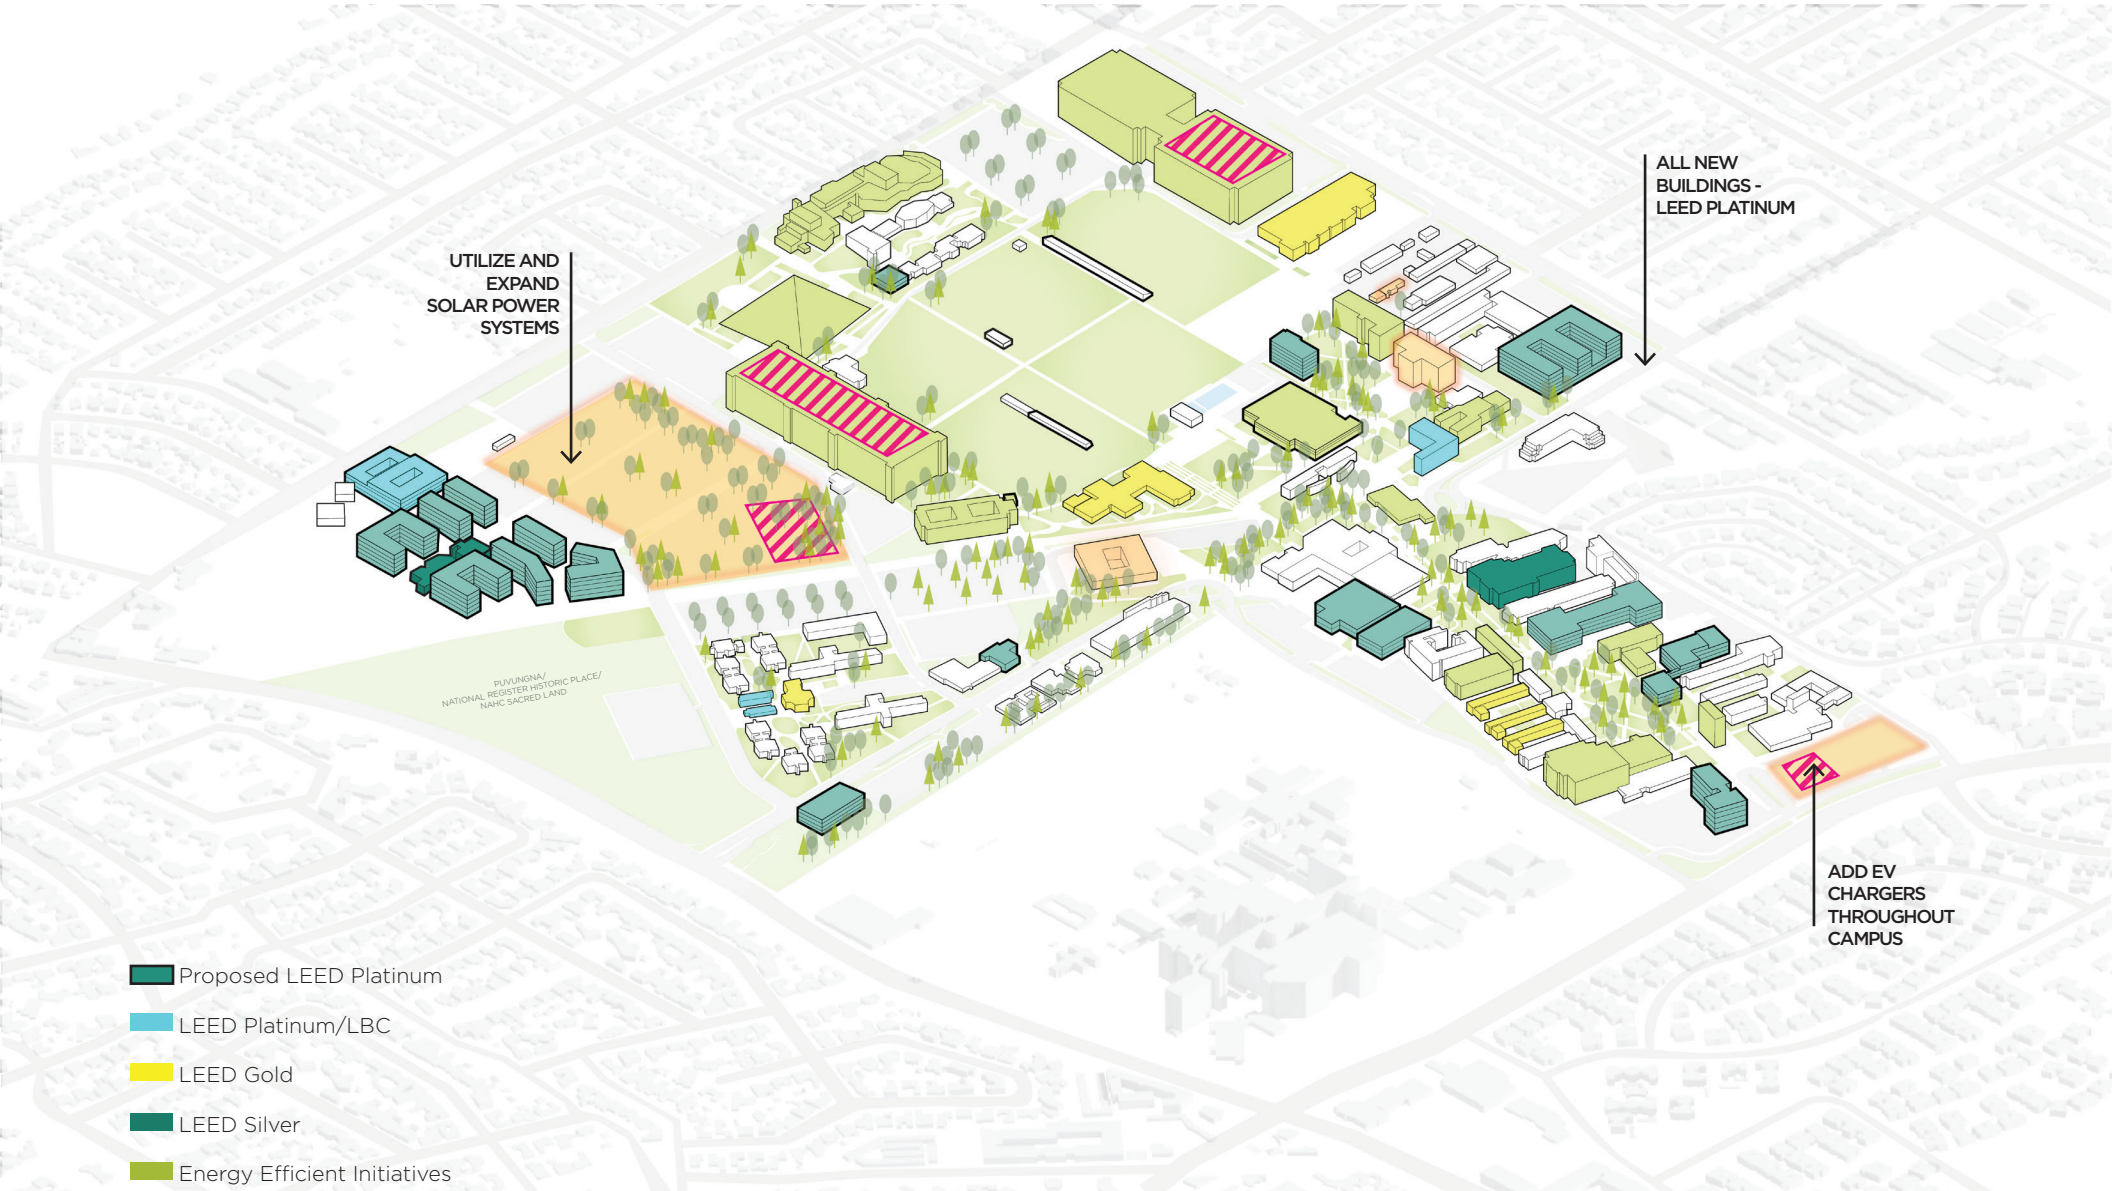 ALL NEW
BUILDINGS -
LEED PLATINUM
UTILIZE AND
EXPAND
SOLAR POWER
SYSTEMS
PUVUNGNA/
NATIONAL REGISTER HISTORIC PLACE/
NAHC SACRED LAND
ADD EV
CHARGERS
THROUGHOUT
CAMPUS
Proposed LEED Platinum
LEED Platinum/LBC
LEED Gold
LEED Silver
Energy Efficient Initiatives